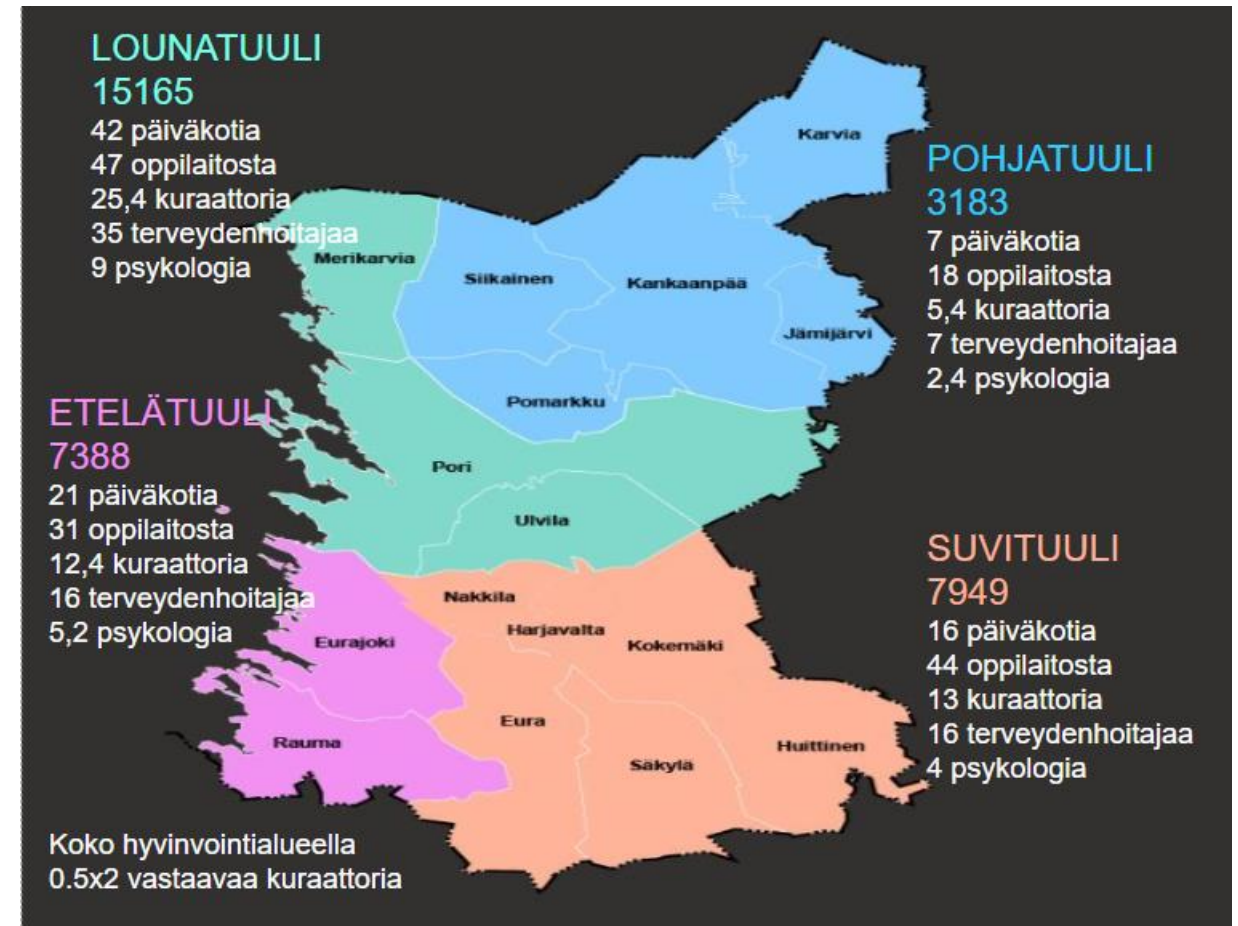 LOUNATUULI
15165
42 päiväkotia
47 oppilaitosta
25,4 kuraattoria
35 terveydenhoitajaa
9 psykologia
POHJATUULI
3183
7 päiväkotia
18 oppilaitosta
5,4 kuraattoria
7 terveydenhoitajaa
2,4 psykologia
ETELÄTUULI
7388
21 päiväkotia
31 oppilaitosta
12,4 kuraattoria
16 terveydenhoitajaa
5,2 psykologia
SUVITUULI
7949
16 päiväkotia
44 oppilaitosta
13 kuraattoria
16 terveydenhoitajaa
4 psykologia
Karvia
Merikarvia
Siikainen
Kankaanpää
Jämijärvi
Pomarkku
Pori
Ulvila
Nakkila
Harjavalta
Kokemäki
Eurajoki
Eura
Rauma
Säkylä
Huittinen
Koko hyvinvointialueella
0.5x2 vastaavaa kuraattoria